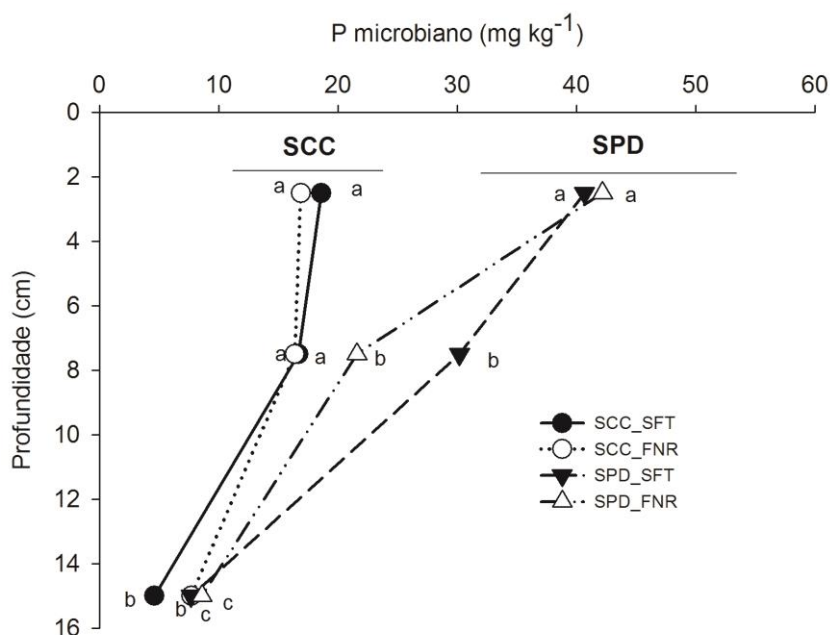 P microbiano (mg kg-1)
0 10 20 30 40 50 60
0
SCC SPD
2
a a a a
4
6
a a b b
8
Profundidade (cm)
10
SCC_SFT
SCC_FNR
SPD_SFT
SPD_FNR
12
14
b b c c
16